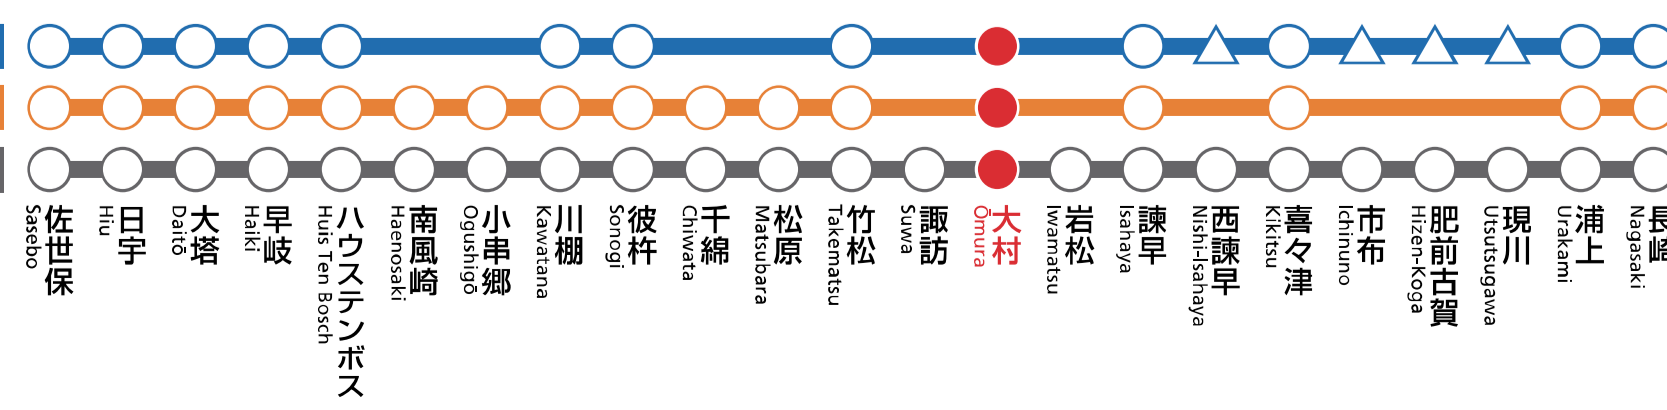 佐世保
Sasebo
日宇
Hiu
大塔
Daitō
早岐
Haiki
ハウステンボス
Huis Ten Bosch
南風崎
Haenosaki
小串郷
Ogushigō
川棚
Kawatana
彼杵
Sonogi
千綿
Chiwata
松原
Matsubara
竹松
Takematsu
諏訪
Suwa
大村
Ōmura
岩松
Iwamatsu
諫早
Isahaya
西諫早
Nishi-Isahaya
喜々津
Kikitsu
市布
Ichinuno
肥前古賀
Hizen-Koga
現川
Utsutsugawa
浦上
Urakami
長崎
Nagasaki